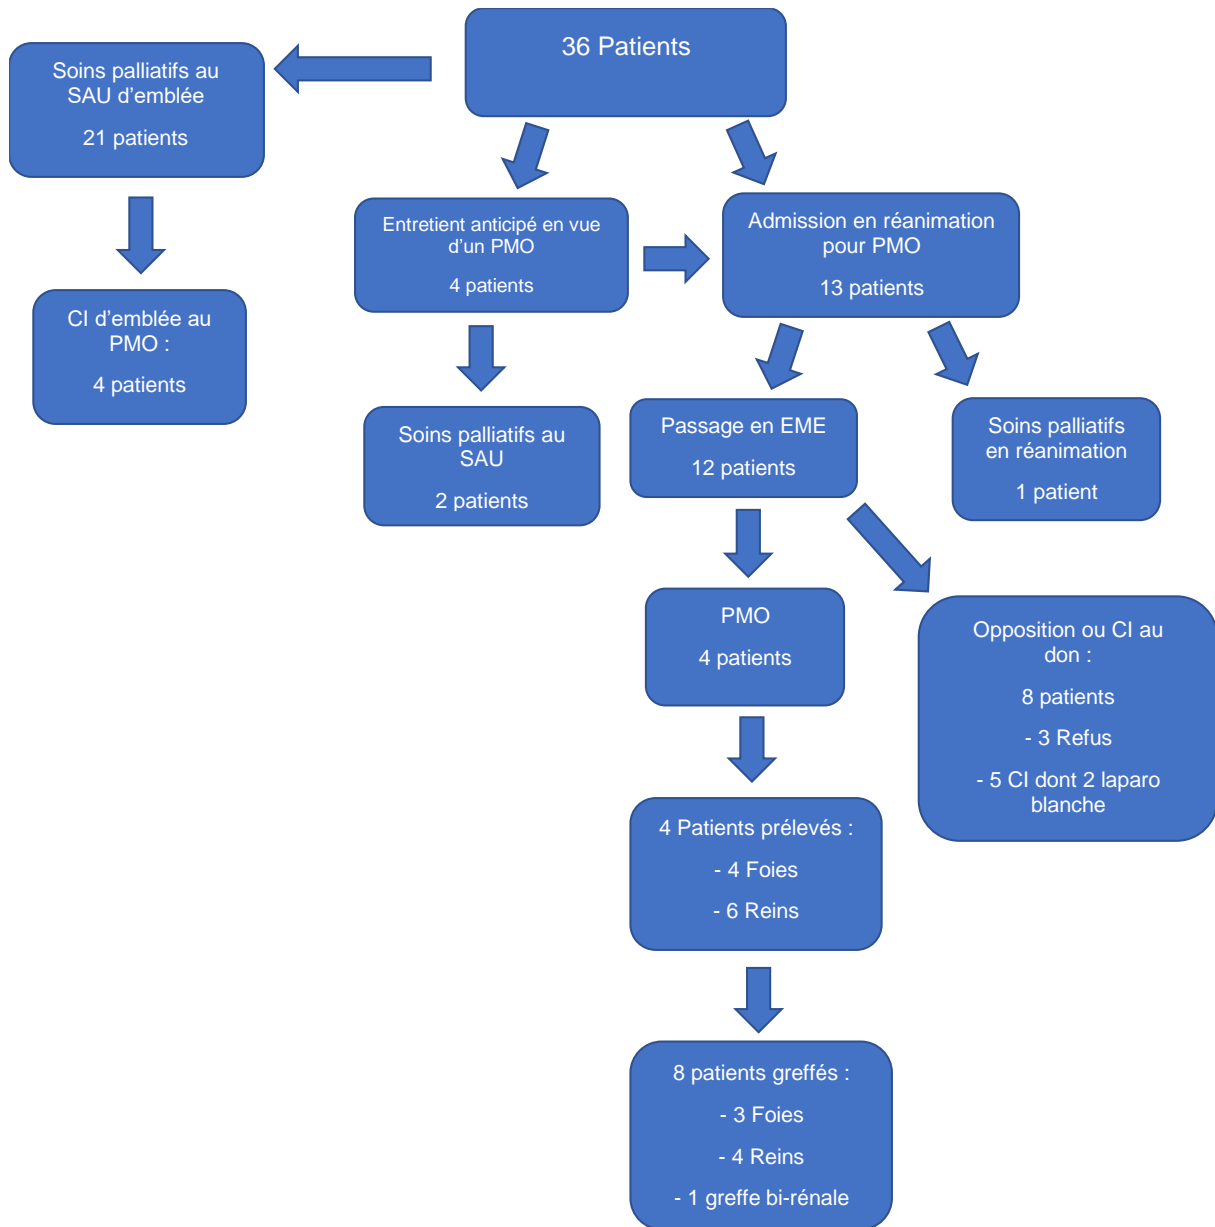 36 Patients
Soins palliatifs au
SAU d'emblée
21 patients
Entretient anticipé en vue
d'un PMO
4 patients
Admission en réanimation
pour PMO
13 patients
CI d'emblée au
PMO :
4 patients
Soins palliatifs au
SAU
2 patients
Passage en EME
12 patients
Soins palliatifs
en réanimation
1 patient
PMO
4 patients
Opposition ou CI au
don :
8 patients
- 3 Refus
- 5 CI dont 2 laparo
blanche
4 Patients prélevés :
- 4 Foies
- 6 Reins
8 patients greffés :
- 3 Foies
- 4 Reins
- 1 greffe bi-rénale